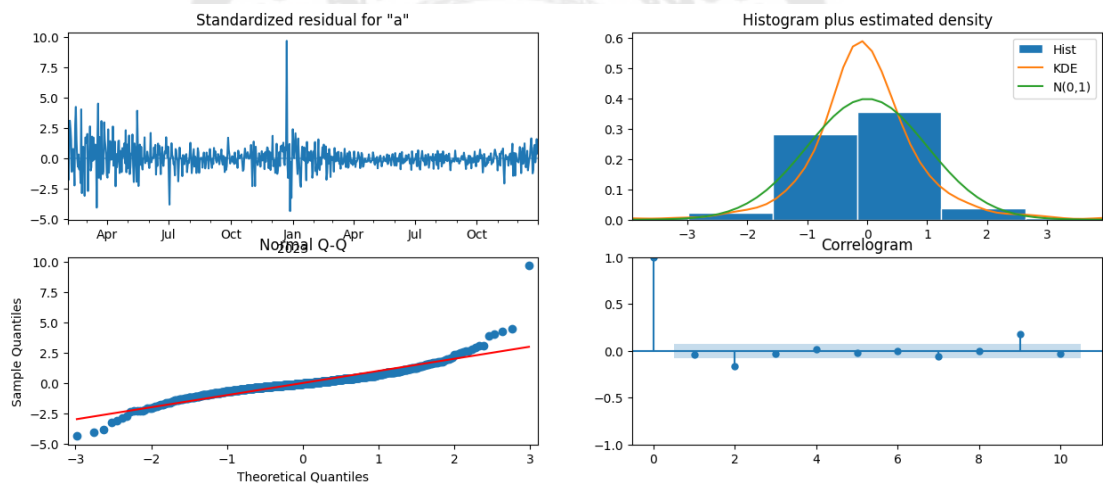 Standardized residual for "a"
10.0
7.5
5.0
2.5
0.0
−2.5
−5.0
Apr
Jul
Oct
Jan
2023
Apr
Jul
Oct
Histogram plus estimated density
0.6
0.5
0.4
0.3
0.2
0.1
0.0
Hist
KDE
N(0,1)
−3
−2
−1
0
1
2
3
Normal Q-Q
Sample Quantiles
10.0
7.5
5.0
2.5
0.0
−2.5
−5.0
−3
−2
−1
0
1
2
3
Theoretical Quantiles
Correlogram
1.0
0.5
0.0
−0.5
−1.0
0
2
4
6
8
10